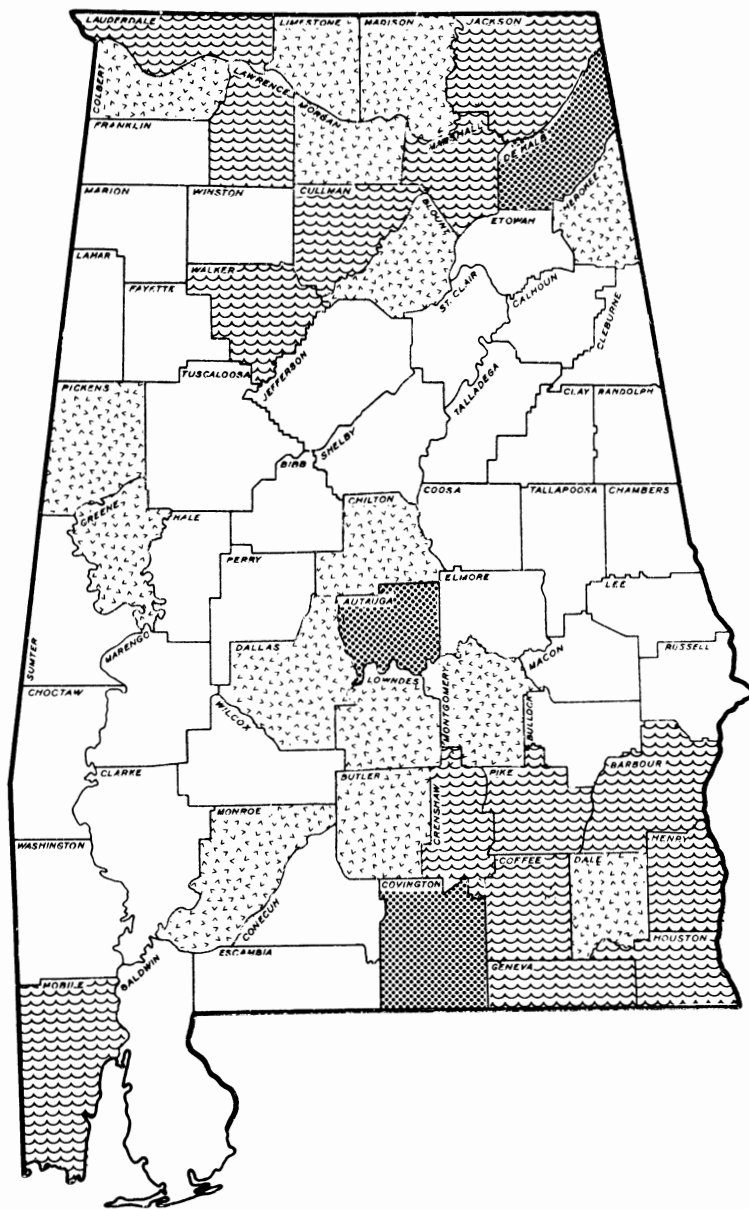 LAUDERDALE
LIMESTONE
MADISON
JACKSON
COLBERT
LAWRENCE
MORGAN
FRANKLIN
MARSHALL
DE KALB
CHEROKEE
MARION
WINSTON
CULLMAN
BLOUNT
ETOWAH
LAMAR
FAYETTE
WALKER
ST. CLAIR
CALHOUN
CLEBURNE
PICKENS
TUSCALOOSA
JEFFERSON
TALLADEGA
CLAY
RANDOLPH
BIBB
SHELBY
GREENE
HALE
CHILTON
COOSA
TALLAPOOSA
CHAMBERS
PERRY
AUTAUGA
ELMORE
LEE
SUMTER
MARENGO
DALLAS
LOWNDES
MONTGOMERY
MACON
RUSSELL
CHOCTAW
WILCOX
BULLOCK
CLARKE
BUTLER
CRENSHAW
PIKE
BARBOUR
WASHINGTON
MONROE
CONECUH
COVINGTON
COFFEE
DALE
HENRY
MOBILE
BALDWIN
ESCAMBIA
GENEVA
HOUSTON